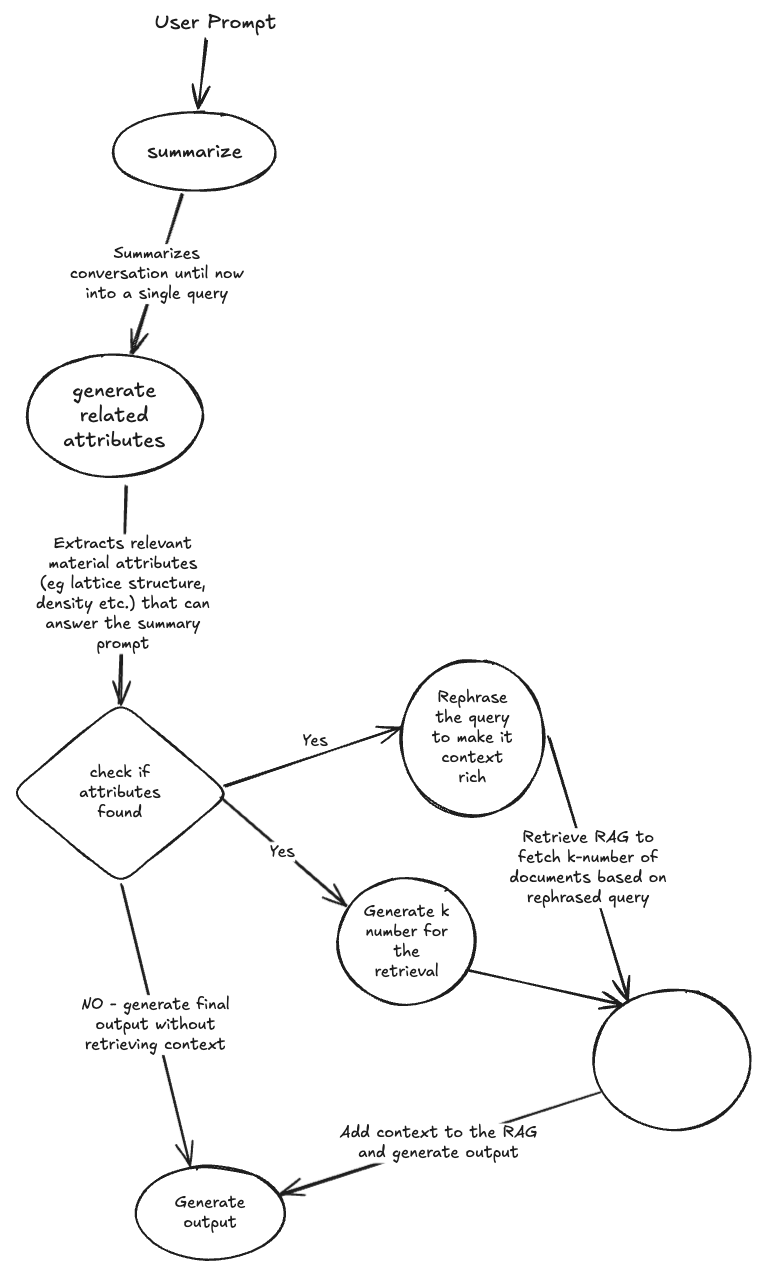 User Prompt
summarize
Summarizes
conversation until now
into a single query
generate
related
attributes
Extracts relevant
material attributes
(eg lattice structure,
density etc.) that can
answer the summary
prompt
check if
attributes
found
Yes
Rephrase
the query
to make it
context
rich
Yes
Generate k
number for
the
retrieval
Retrieve RAG to
fetch k-number of
documents based on
rephrased query
NO - generate final
output without
retrieving context
Add context to the RAG
and generate output
Generate
output